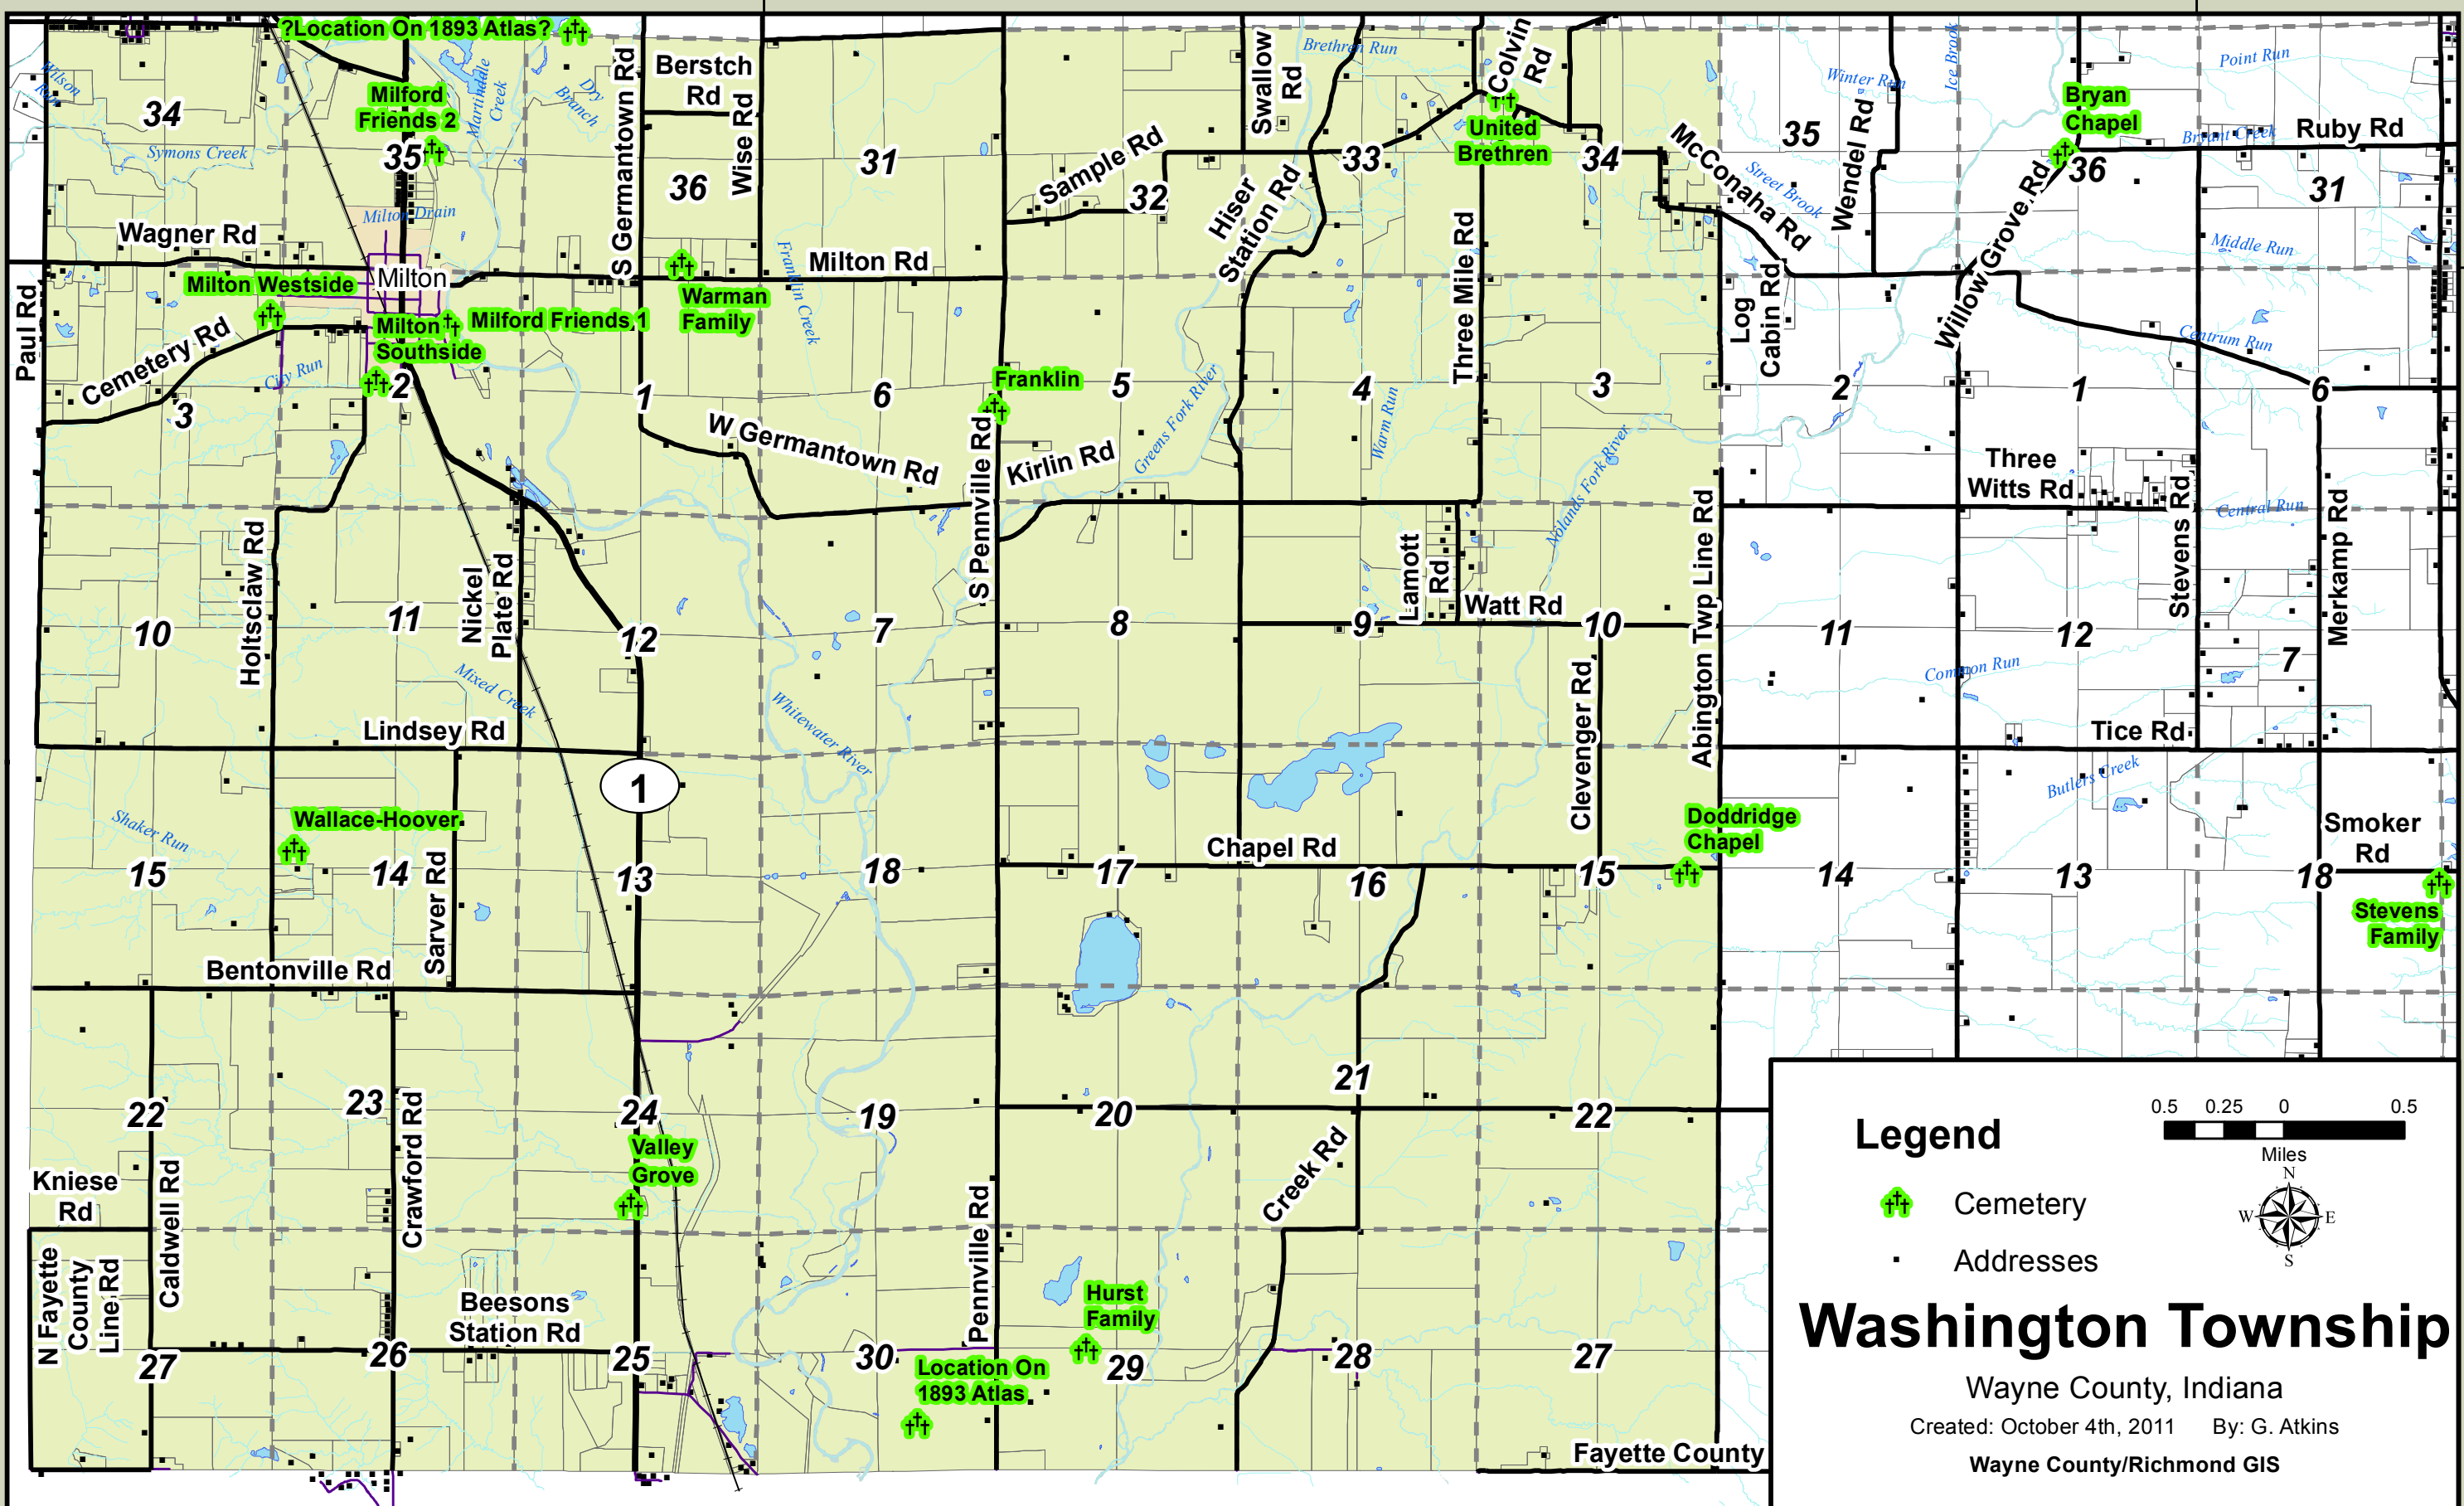 ?Location On 1893 Atlas?
Wilson
Run
34
Milford
Friends 2
35
Martindale
Creek
Dry
Branch
Symons Creek
Milton Drain
S Germantown Rd
Berstch
Rd
Wise Rd
36
31
Swallow
Rd
Brethren Run
Colvin
Rd
United
Brethren
Sample Rd
32
33
34
Hiser
Station Rd
McConaha Rd
35
Winter Run
Ice Brook
Wendel Rd
Street Brook
Bryan
Chapel
36
Willow Grove Rd
Point Run
Bryant Creek
Ruby Rd
31
Middle Run
Wagner Rd
Milton Westside
Milton
Milton
Southside
Milford Friends 1
Warman
Family
Milton Rd
Franklin Creek
Paul Rd
Cemetery Rd
City Run
3
2
1
W Germantown Rd
6
Franklin
5
Kirlin Rd
Greens Fork River
4
Warm Run
Three Mile Rd
3
Nolands Fork River
Log
Cabin Rd
2
1
Centrum Run
6
Three
Witts Rd
Stevens Rd
Central Run
Merkamp Rd
S Pennville Rd
Holtsclaw Rd
Nickel
Plate Rd
10
11
12
7
8
9
Lamott
Rd
Watt Rd
10
Abington Twp Line Rd
11
12
7
Common Run
Mixed Creek
Lindsey Rd
Whitewater River
Clevenger Rd
Tice Rd
Butlers Creek
1
Wallace-Hoover
Shaker Run
15
14
Sarver Rd
13
18
17
Chapel Rd
16
15
Doddridge
Chapel
14
13
18
Smoker
Rd
Stevens
Family
Bentonville Rd
22
23
Crawford Rd
24
Valley
Grove
19
20
21
22
Creek Rd
Kniese
Rd
Caldwell Rd
N Fayette
County
Line Rd
Beesons
Station Rd
27
26
25
30
Pennville Rd
Location On
1893 Atlas
Hurst
Family
29
28
27
Fayette County
Legend
0.5 0.25 0 0.5
Miles
N
W E
S
Cemetery
Addresses
Washington Township
Wayne County, Indiana
Created: October 4th, 2011 By: G. Atkins
Wayne County/Richmond GIS